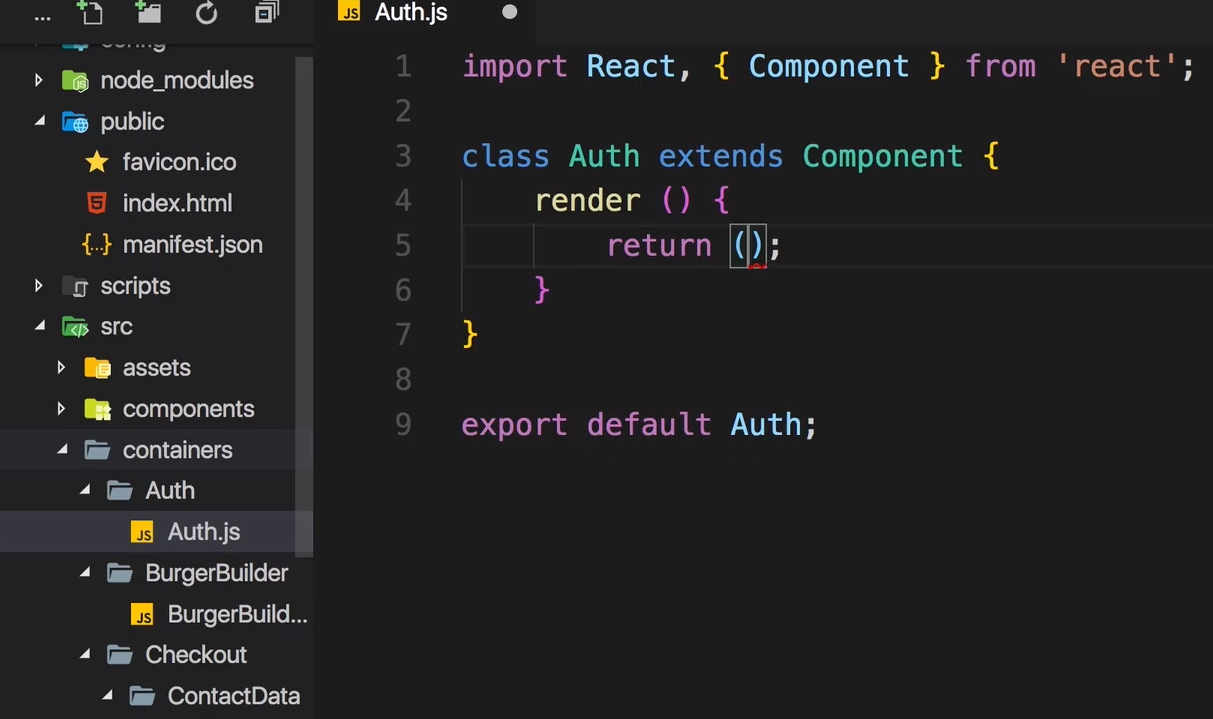 ...
JS Auth.js
config
node_modules
public
favicon.ico
index.html
{...} manifest.json
scripts
src
assets
components
containers
Auth
JS Auth.js
BurgerBuilder
JS BurgerBuild...
Checkout
ContactData
1 import React, { Component } from 'react';
2
3 class Auth extends Component {
4 render () {
5 return ();
6 }
7 }
8
9 export default Auth;